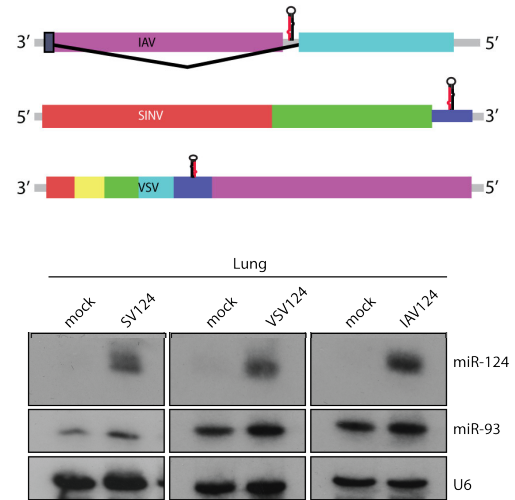 3′ IAV 5′
5′ SINV 3′
3′ VSV 5′
Lung
mock SV124 mock VSV124 mock IAV124
miR-124
miR-93
U6